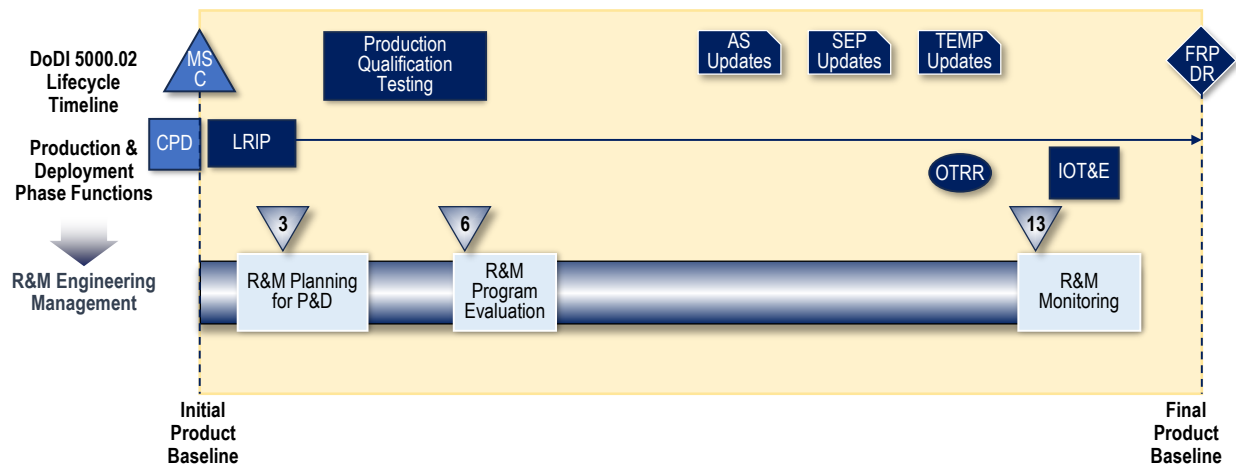 DoDI 5000.02
Lifecycle
Timeline
MS
C
Production
Qualification
Testing
AS
Updates
SEP
Updates
TEMP
Updates
FRP
DR
Production &
Deployment
Phase Functions
CPD
LRIP
OTRR
IOT&E
3
6
13
R&M Engineering
Management
R&M Planning
for P&D
R&M
Program
Evaluation
R&M
Monitoring
Initial
Product
Baseline
Final
Product
Baseline